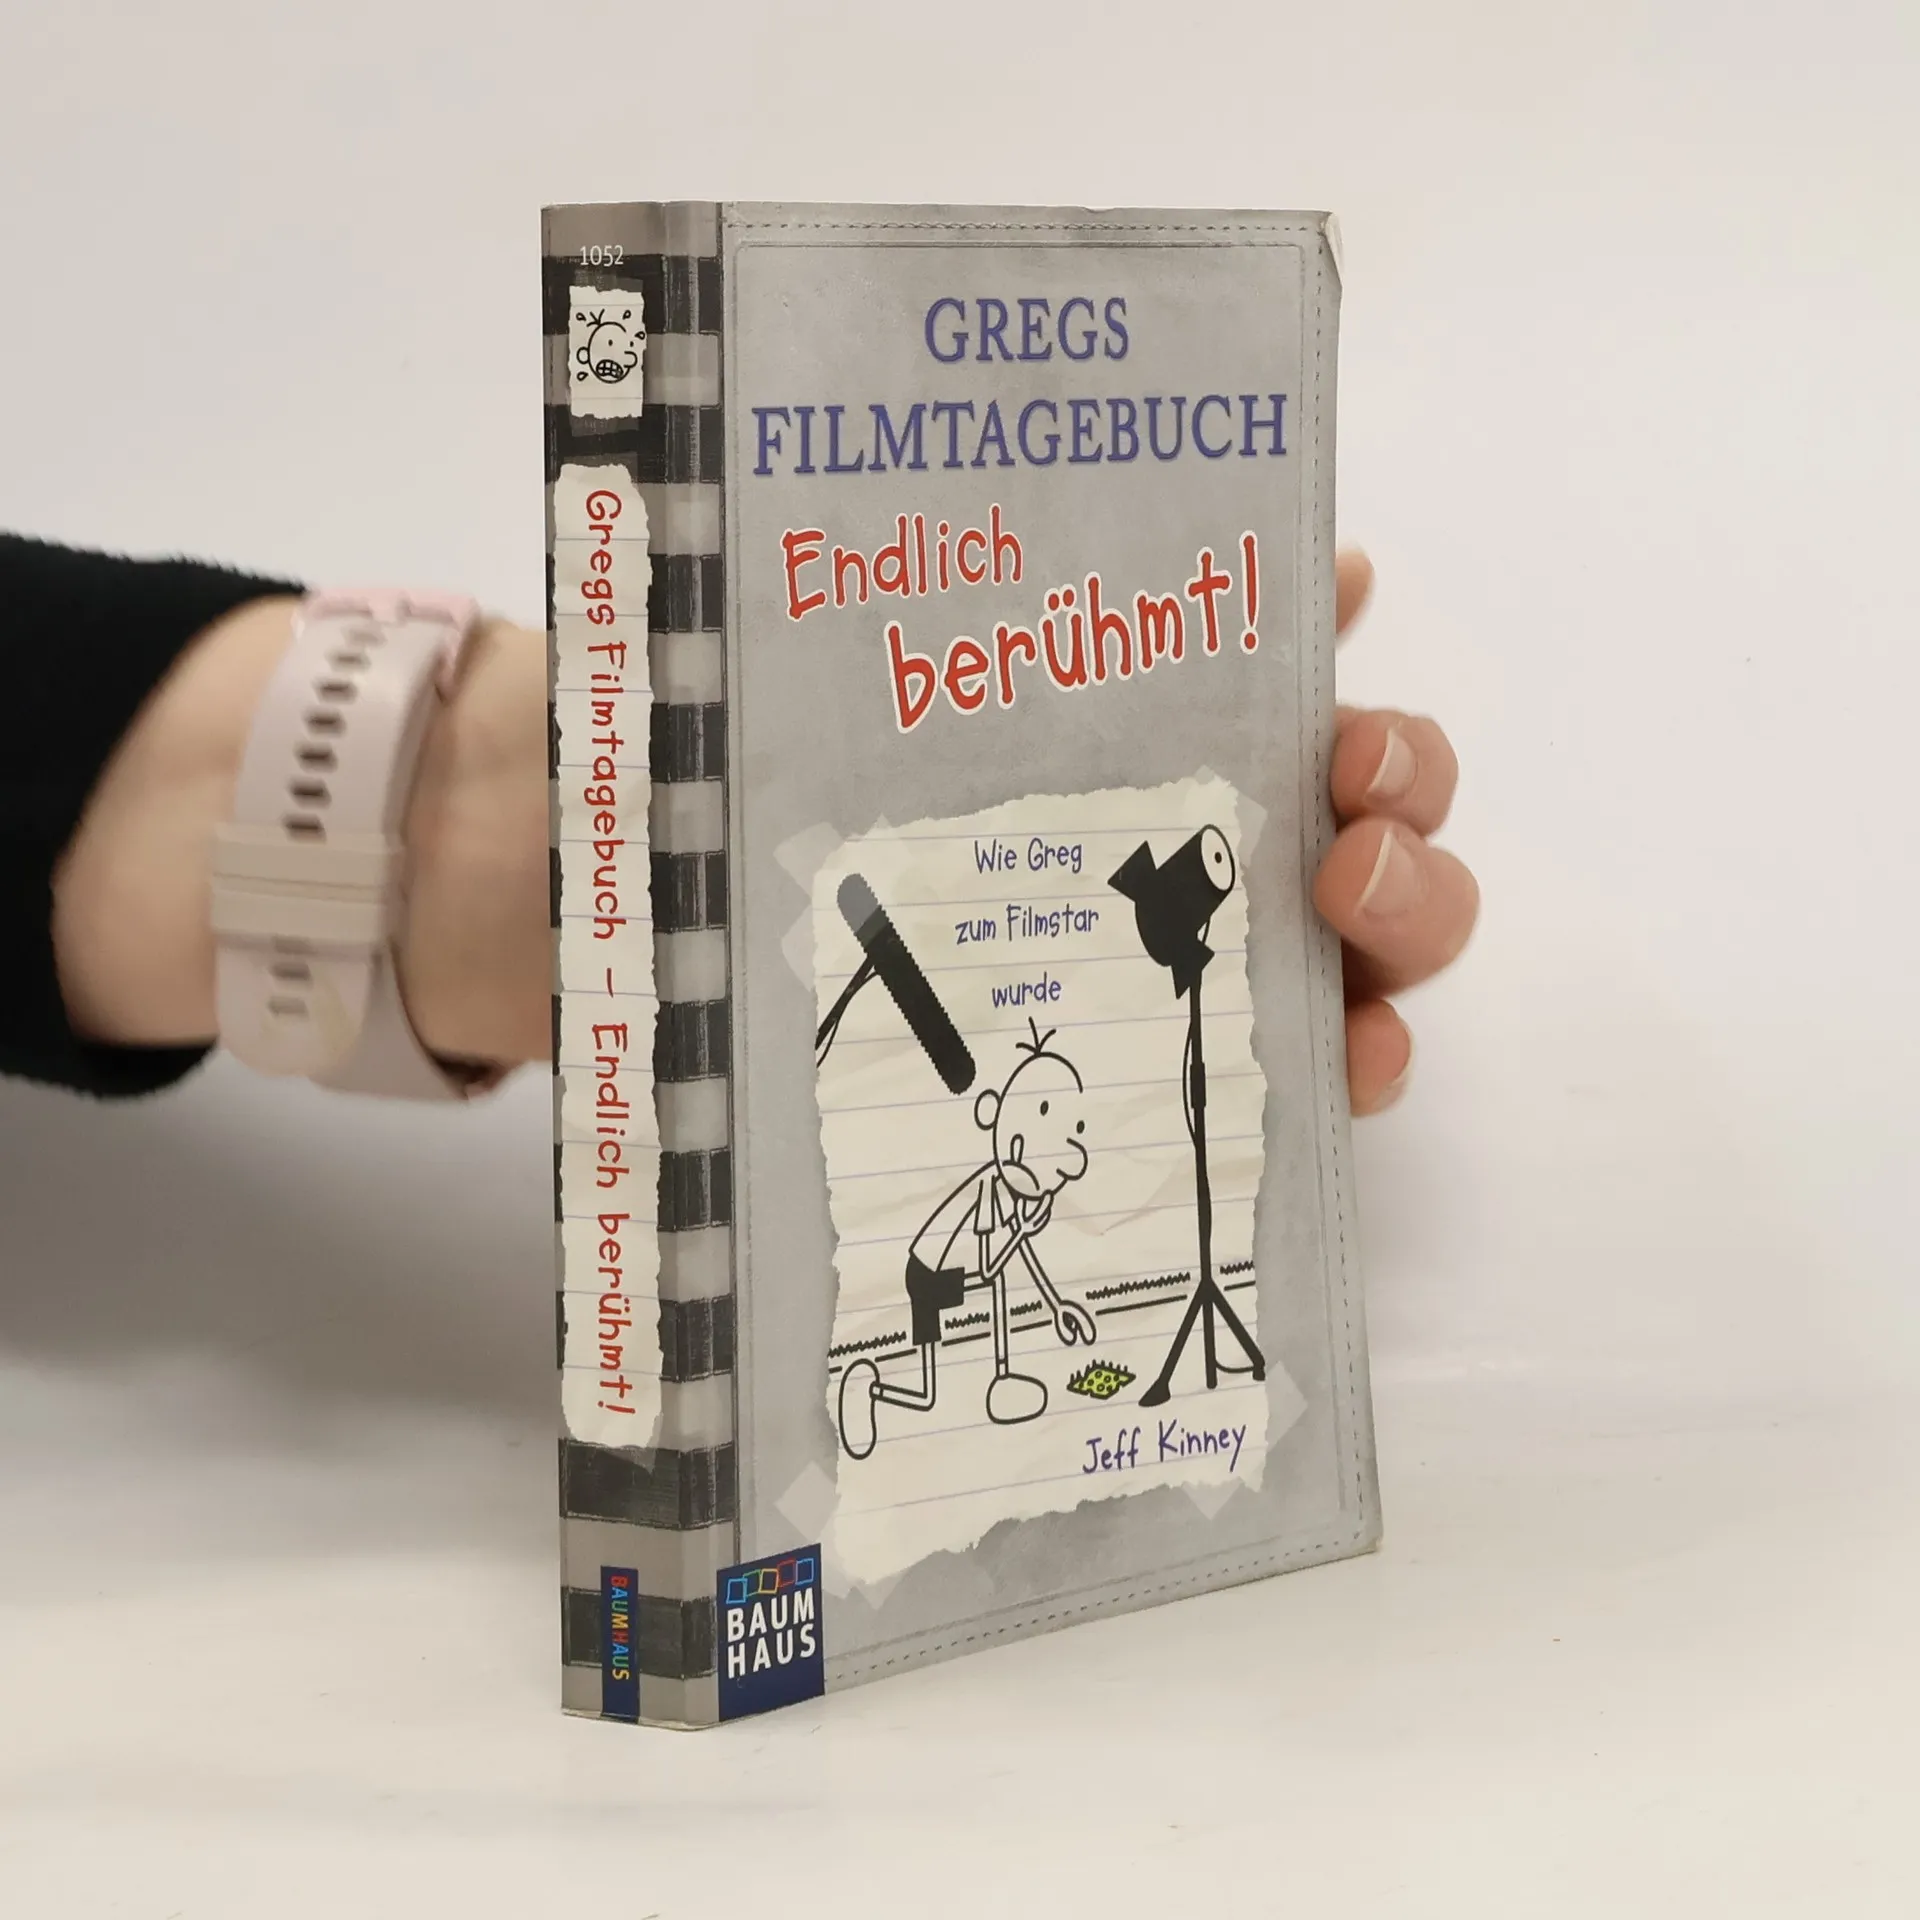 1052
Gregs Filmtagebuch – Endlich berühmt!
BAUMHAUS
GREGS
FILMTAGEBUCH
Endlich
berühmt!
Wie Greg
zum Filmstar
wurde
Jeff Kinney
BAUM
HAUS